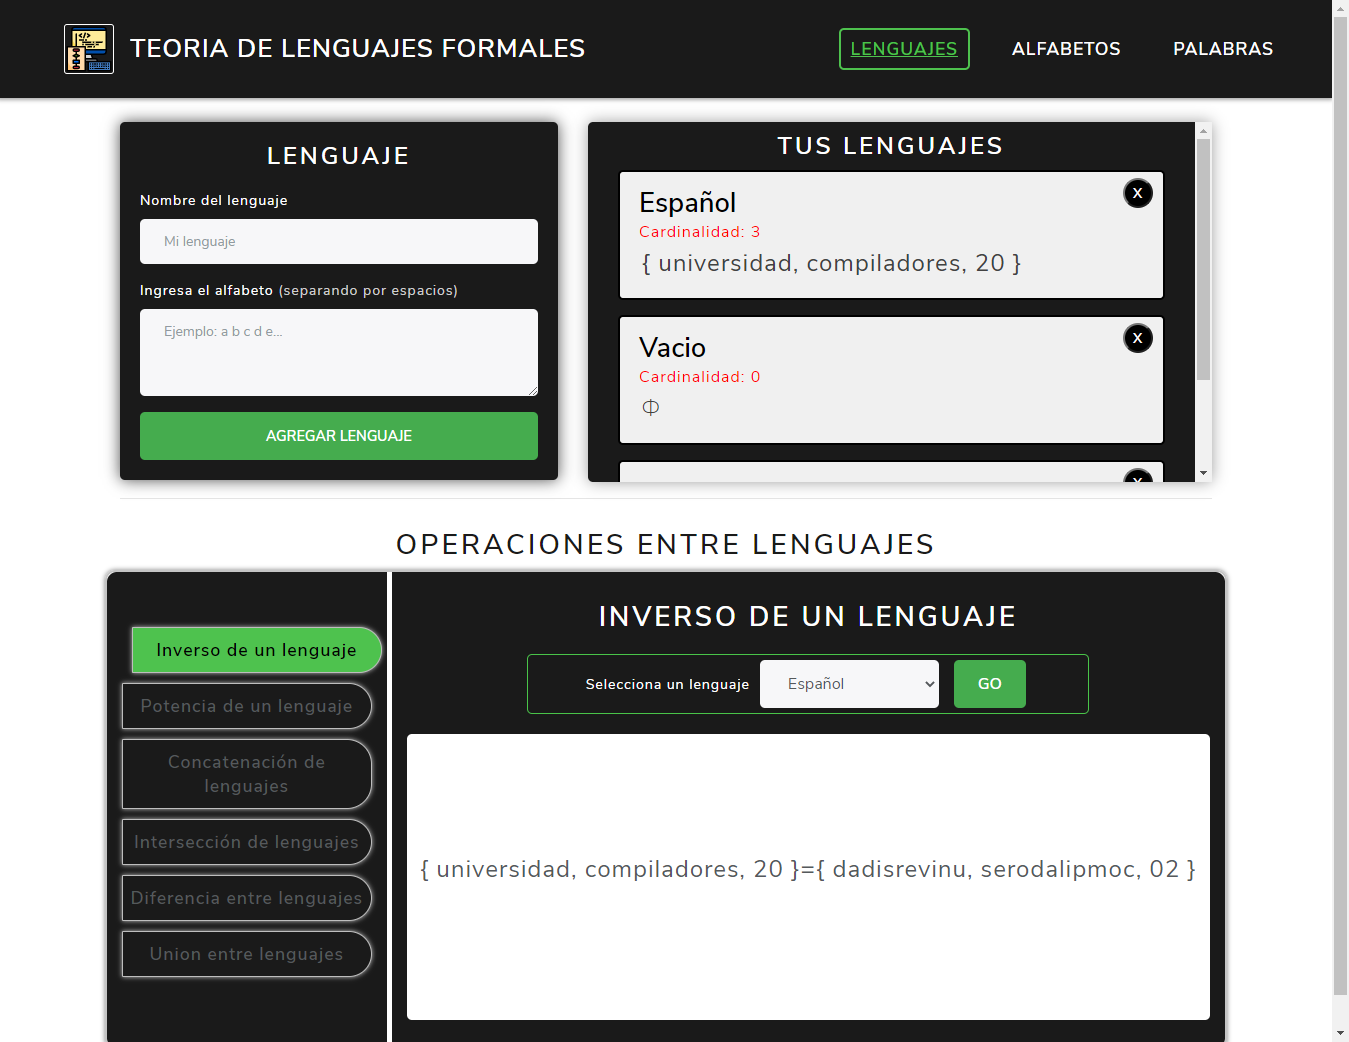 TEORIA DE LENGUAJES FORMALES
LENGUAJES
ALFABETOS
PALABRAS
LENGUAJE
Nombre del lenguaje
Mi lenguaje
Ingresa el alfabeto (separando por espacios)
Ejemplo: a b c d e...
AGREGAR LENGUAJE
TUS LENGUAJES
Español
X
Cardinalidad: 3
{ universidad, compiladores, 20 }
Vacio
X
Cardinalidad: 0
Φ
X
OPERACIONES ENTRE LENGUAJES
Inverso de un lenguaje
Potencia de un lenguaje
Concatenación de
lenguajes
Intersección de lenguajes
Diferencia entre lenguajes
Union entre lenguajes
INVERSO DE UN LENGUAJE
Selecciona un lenguaje
Español
GO
{ universidad, compiladores, 20 }={ dadisrevinu, serodalipmoc, 02 }